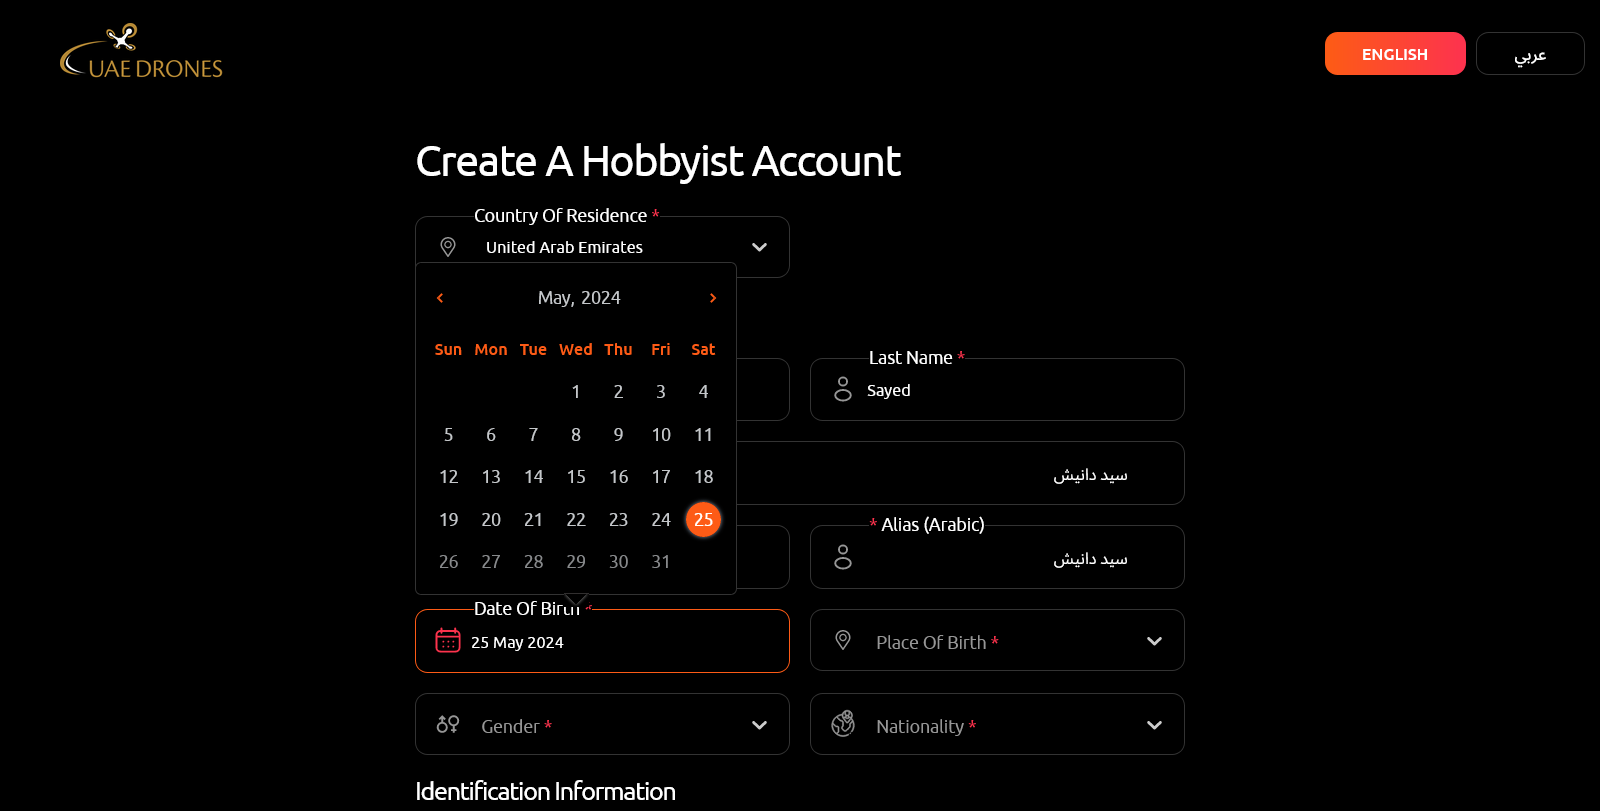 UAE DRONES
ENGLISH
عربي
Create A Hobbyist Account
Country Of Residence *
United Arab Emirates
May, 2024
Sun Mon Tue Wed Thu Fri Sat
1 2 3 4
5 6 7 8 9 10 11
12 13 14 15 16 17 18
19 20 21 22 23 24 25
26 27 28 29 30 31
Last Name *
Sayed
سيد دانيش
* Alias (Arabic)
سيد دانيش
Date Of Birth *
25 May 2024
Place Of Birth *
Gender *
Nationality *
Identification Information